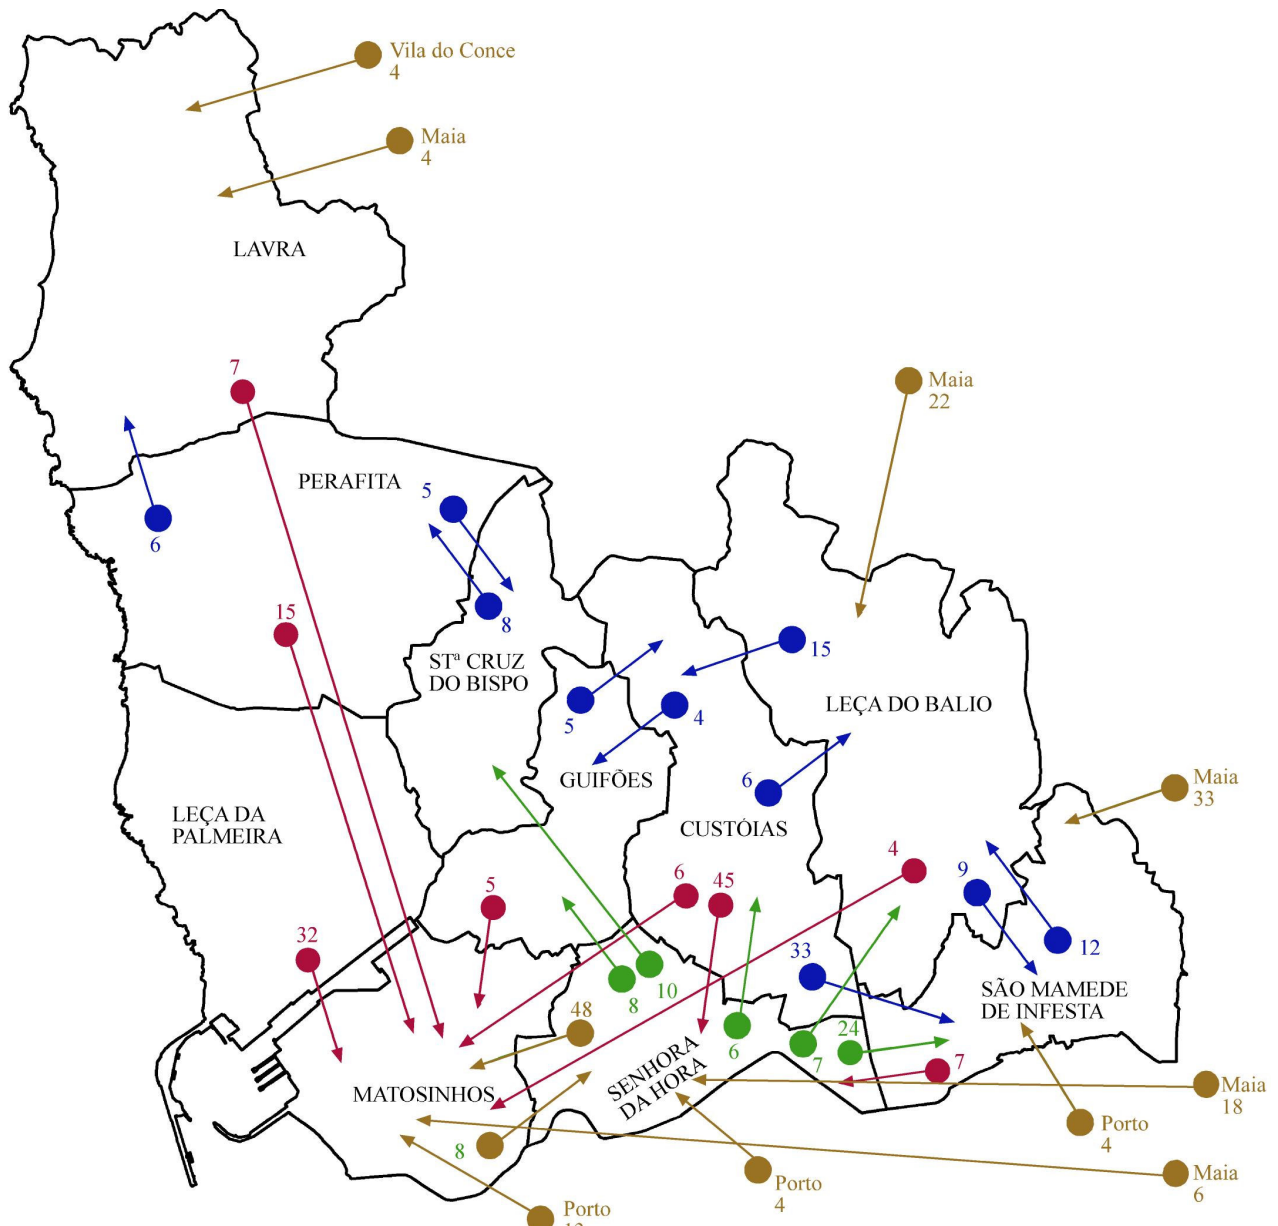 Vila do Conce
4
Maia
4
LAVRA
7
Maia
22
PERAFITA
5
6
8
15
15
STª CRUZ
DO BISPO
5
4
LEÇA DO BALIO
GUIFÕES
6
Maia
33
LEÇA DA
PALMEIRA
CUSTÓIAS
4
6
45
5
9
32
33
12
8
10
SÃO MAMEDE
DE INFESTA
48
6
7
24
7
SENHORA
DA HORA
MATOSINHOS
Maia
18
8
Porto
4
Porto
4
Maia
6
Porto